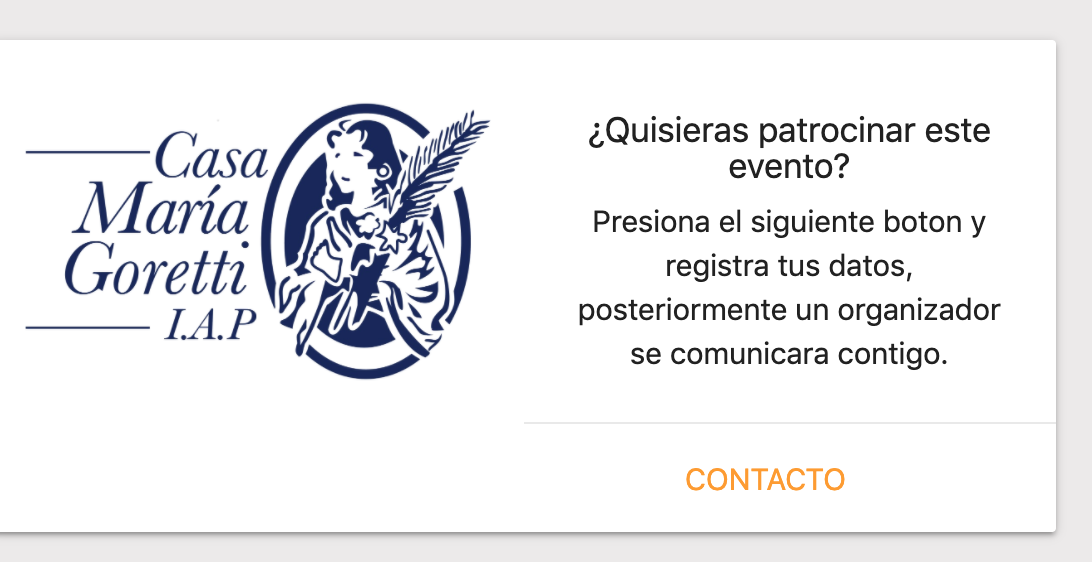 Casa
María
Goretti
I.A.P
¿Quisieras patrocinar este
evento?
Presiona el siguiente boton y
registra tus datos,
posteriormente un organizador
se comunicara contigo.
CONTACTO